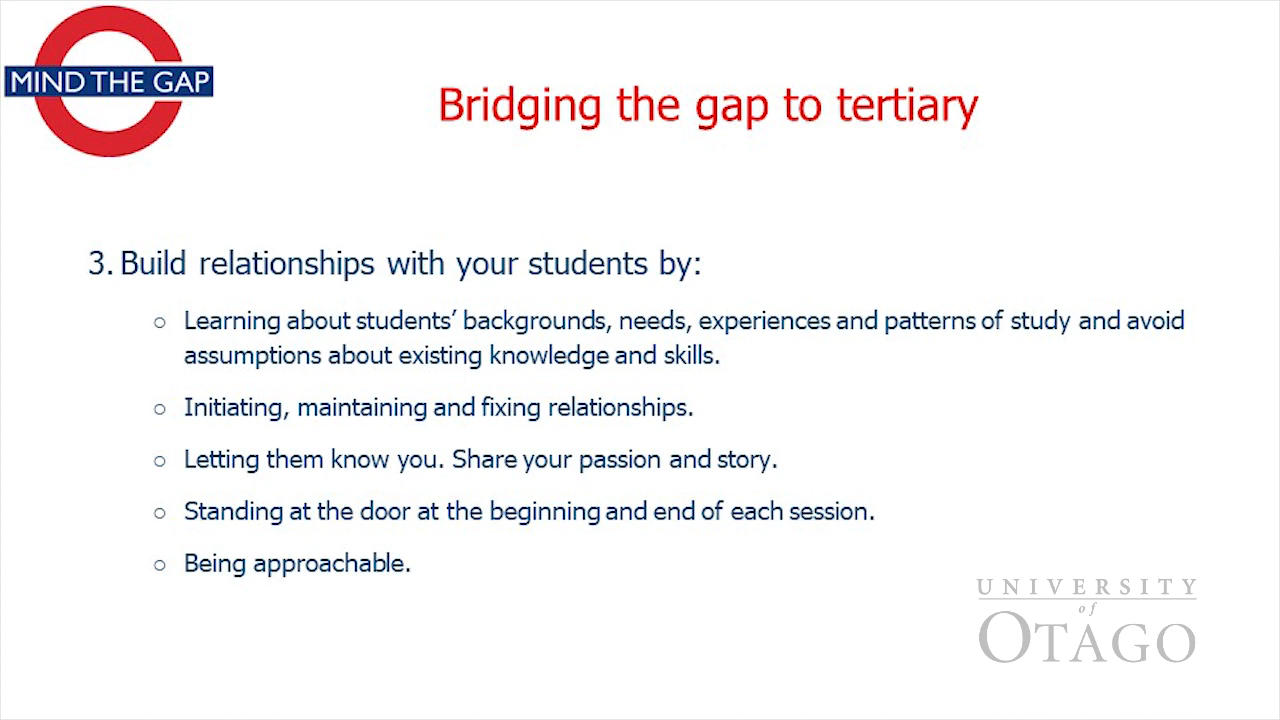 MIND THE GAP
Bridging the gap to tertiary
3. Build relationships with your students by:
○ Learning about students’ backgrounds, needs, experiences and patterns of study and avoid
assumptions about existing knowledge and skills.
○ Initiating, maintaining and fixing relationships.
○ Letting them know you. Share your passion and story.
○ Standing at the door at the beginning and end of each session.
○ Being approachable.
UNIVERSITY
of
OTAGO